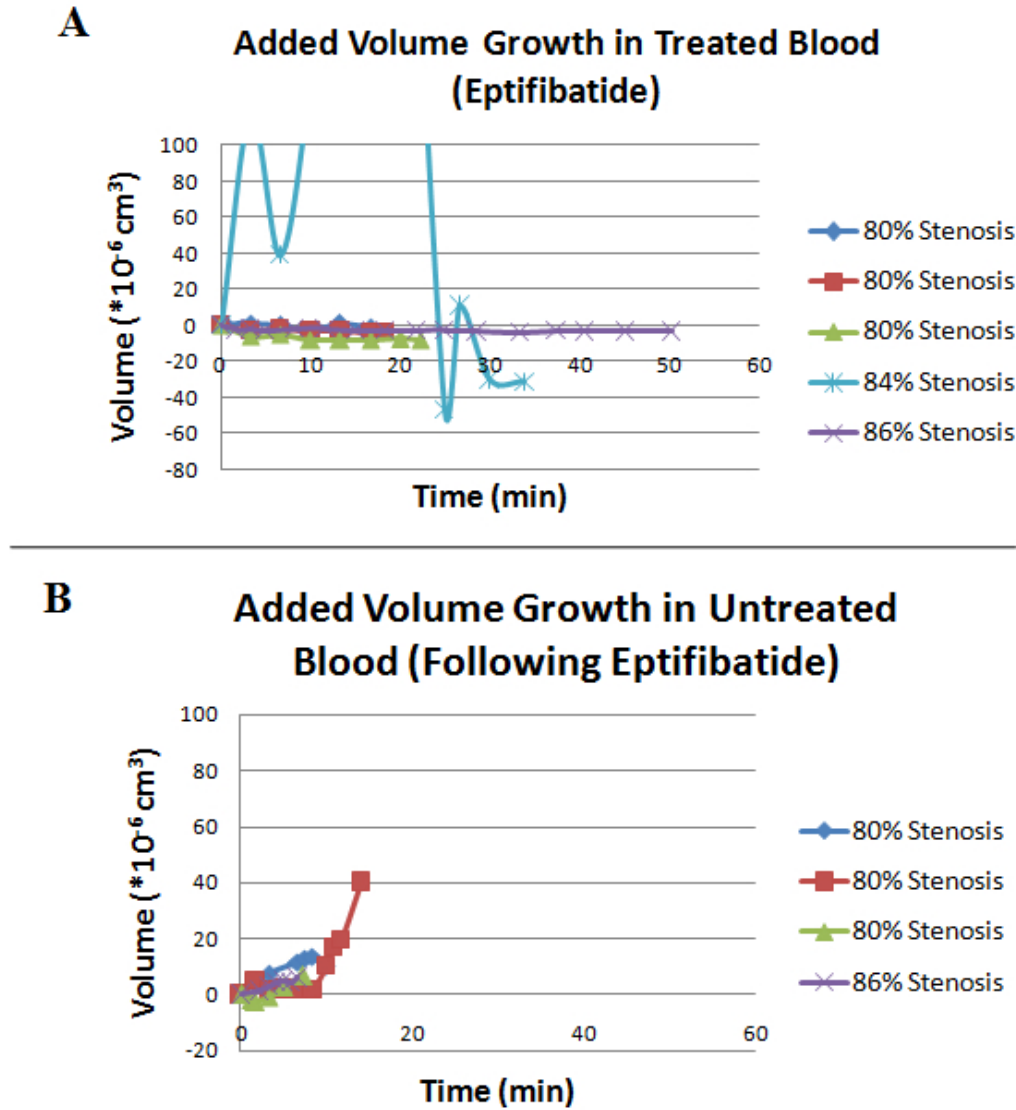 A
Added Volume Growth in Treated Blood
(Eptifibatide)
Volume (*10⁻⁶ cm³)
100
80
60
40
20
0
-20
-40
-60
-80
0 10 20 30 40 50 60
Time (min)
80% Stenosis
80% Stenosis
80% Stenosis
84% Stenosis
86% Stenosis
B
Added Volume Growth in Untreated
Blood (Following Eptifibatide)
Volume (*10⁻⁶ cm³)
100
80
60
40
20
0
-20
0 20 40 60
Time (min)
80% Stenosis
80% Stenosis
80% Stenosis
86% Stenosis